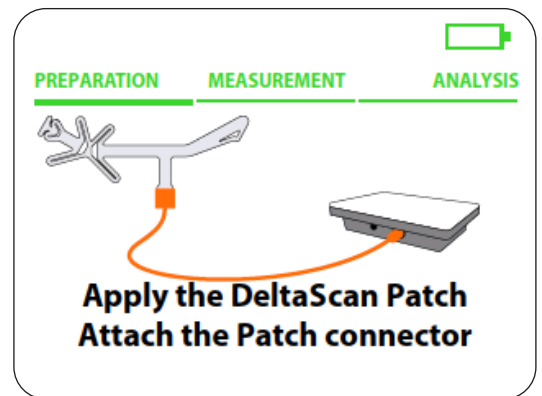 PREPARATION MEASUREMENT ANALYSIS
Apply the DeltaScan Patch
Attach the Patch connector